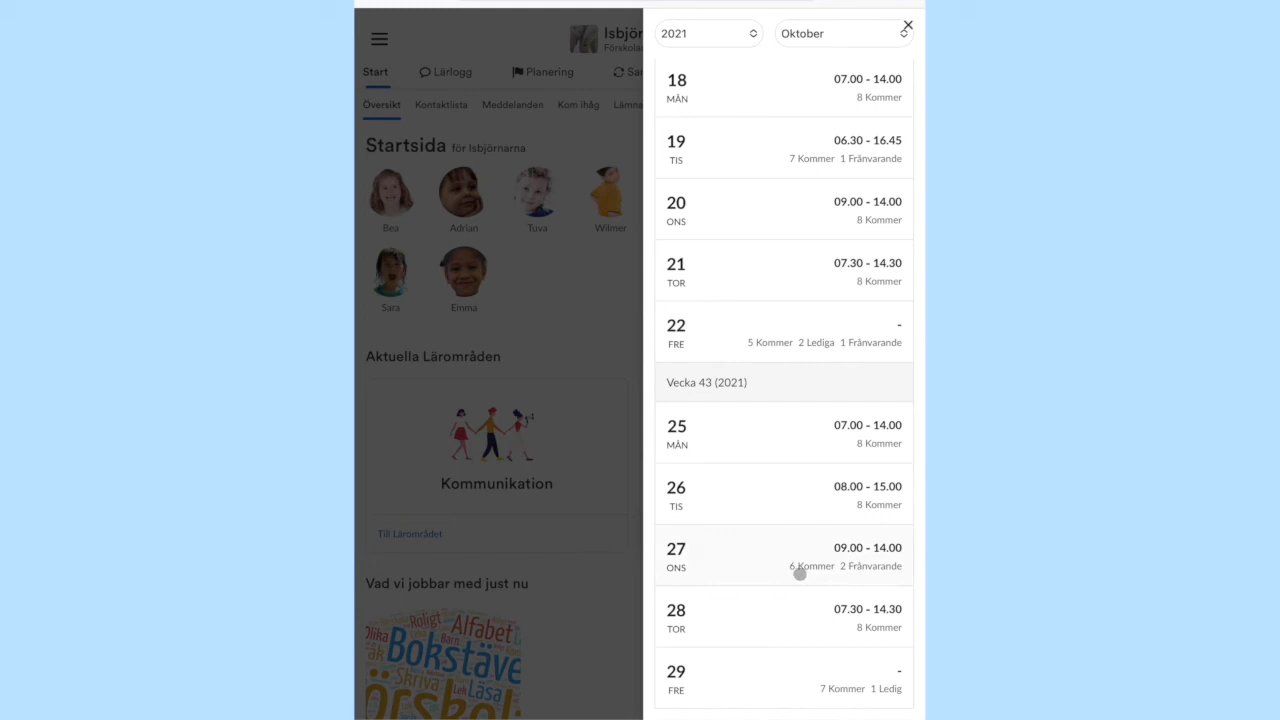 Isbjör
Förskola
Start
Lärlogg
Planering
Översikt
Kontaktlista
Meddelanden
Kom ihåg
Lämna
Startsida för Isbjörnarna
Bea
Adrian
Tuva
Wilmer
Sara
Emma
Aktuella Lärområden
Kommunikation
Till Lärområdet
Vad vi jobbar med just nu
Roligt
Alfabet
Olika
Barn
Bokstäve
Skriva
Lek
Läsa
örskol
2021
Oktober
18
07.00 - 14.00
MÅN
8 Kommer
19
06.30 - 16.45
TIS
7 Kommer 1 Frånvarande
20
09.00 - 14.00
ONS
8 Kommer
21
07.30 - 14.30
TOR
8 Kommer
22
-
FRE
5 Kommer 2 Lediga 1 Frånvarande
Vecka 43 (2021)
25
07.00 - 14.00
MÅN
8 Kommer
26
08.00 - 15.00
TIS
8 Kommer
27
09.00 - 14.00
ONS
6 Kommer 2 Frånvarande
28
07.30 - 14.30
TOR
8 Kommer
29
-
FRE
7 Kommer 1 Ledig